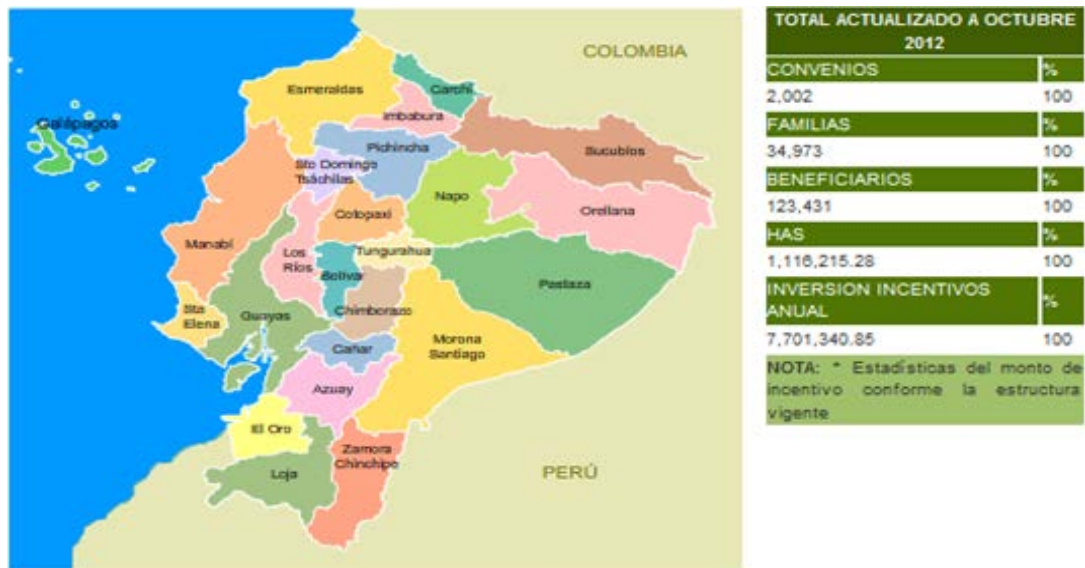 COLOMBIA
Esmeraldas
Carchi
Imbabura
Galápagos
Pichincha
Sucubíos
Sto Domingo
Tsáchilas
Napo
Orellana
Cotopaxi
Manabí
Los
Ríos
Tungurahua
Bolívar
Pastaza
Sta
Elena
Guayas
Chimborazo
Morona
Santiago
Cañar
Azuay
El Oro
Zamora
Chinchipe
Loja
PERÚ
TOTAL ACTUALIZADO A OCTUBRE
2012
CONVENIOS %
2,002 100
FAMILIAS %
34,973 100
BENEFICIARIOS %
123,431 100
HAS %
1,116,215.28 100
INVERSION INCENTIVOS
ANUAL %
7,701,340.85 100
NOTA: * Estadísticas del monto de
incentivo conforme la estructura
vigente